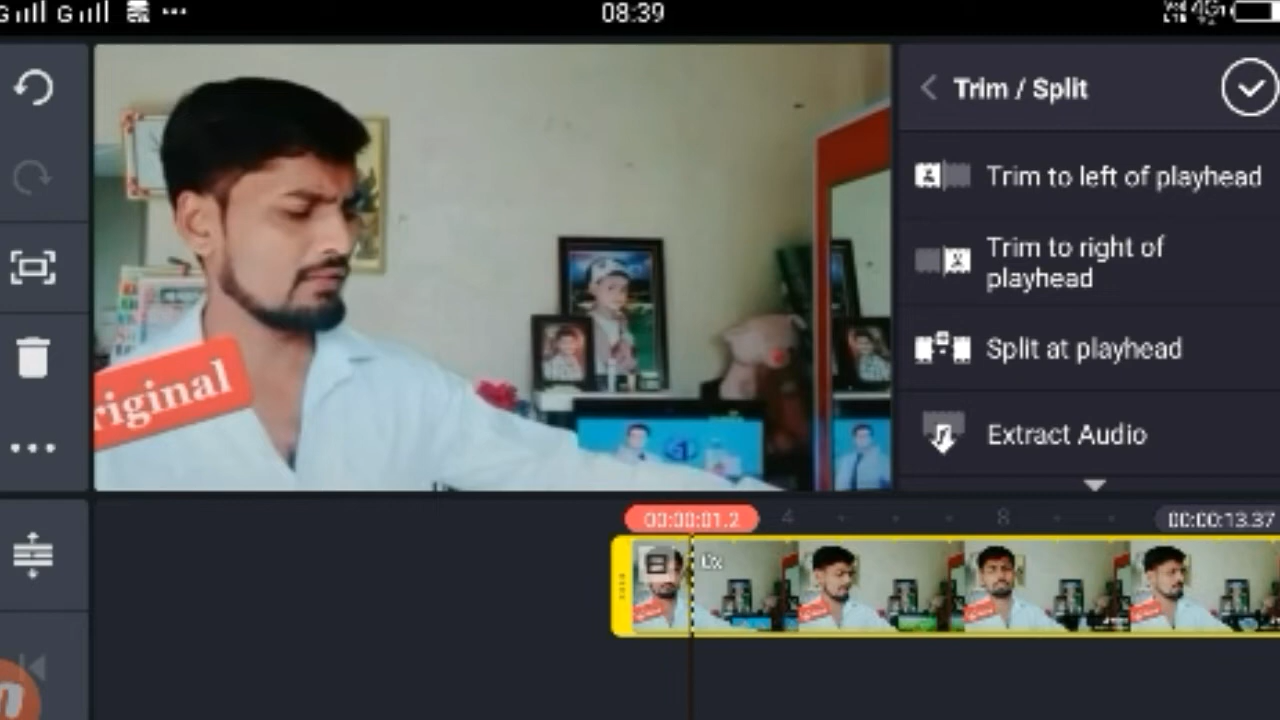 08:39
Trim / Split
Trim to left of playhead
Trim to right of
playhead
Split at playhead
Extract Audio
riginal
00:00:01.2
4
8
00:00:13.37